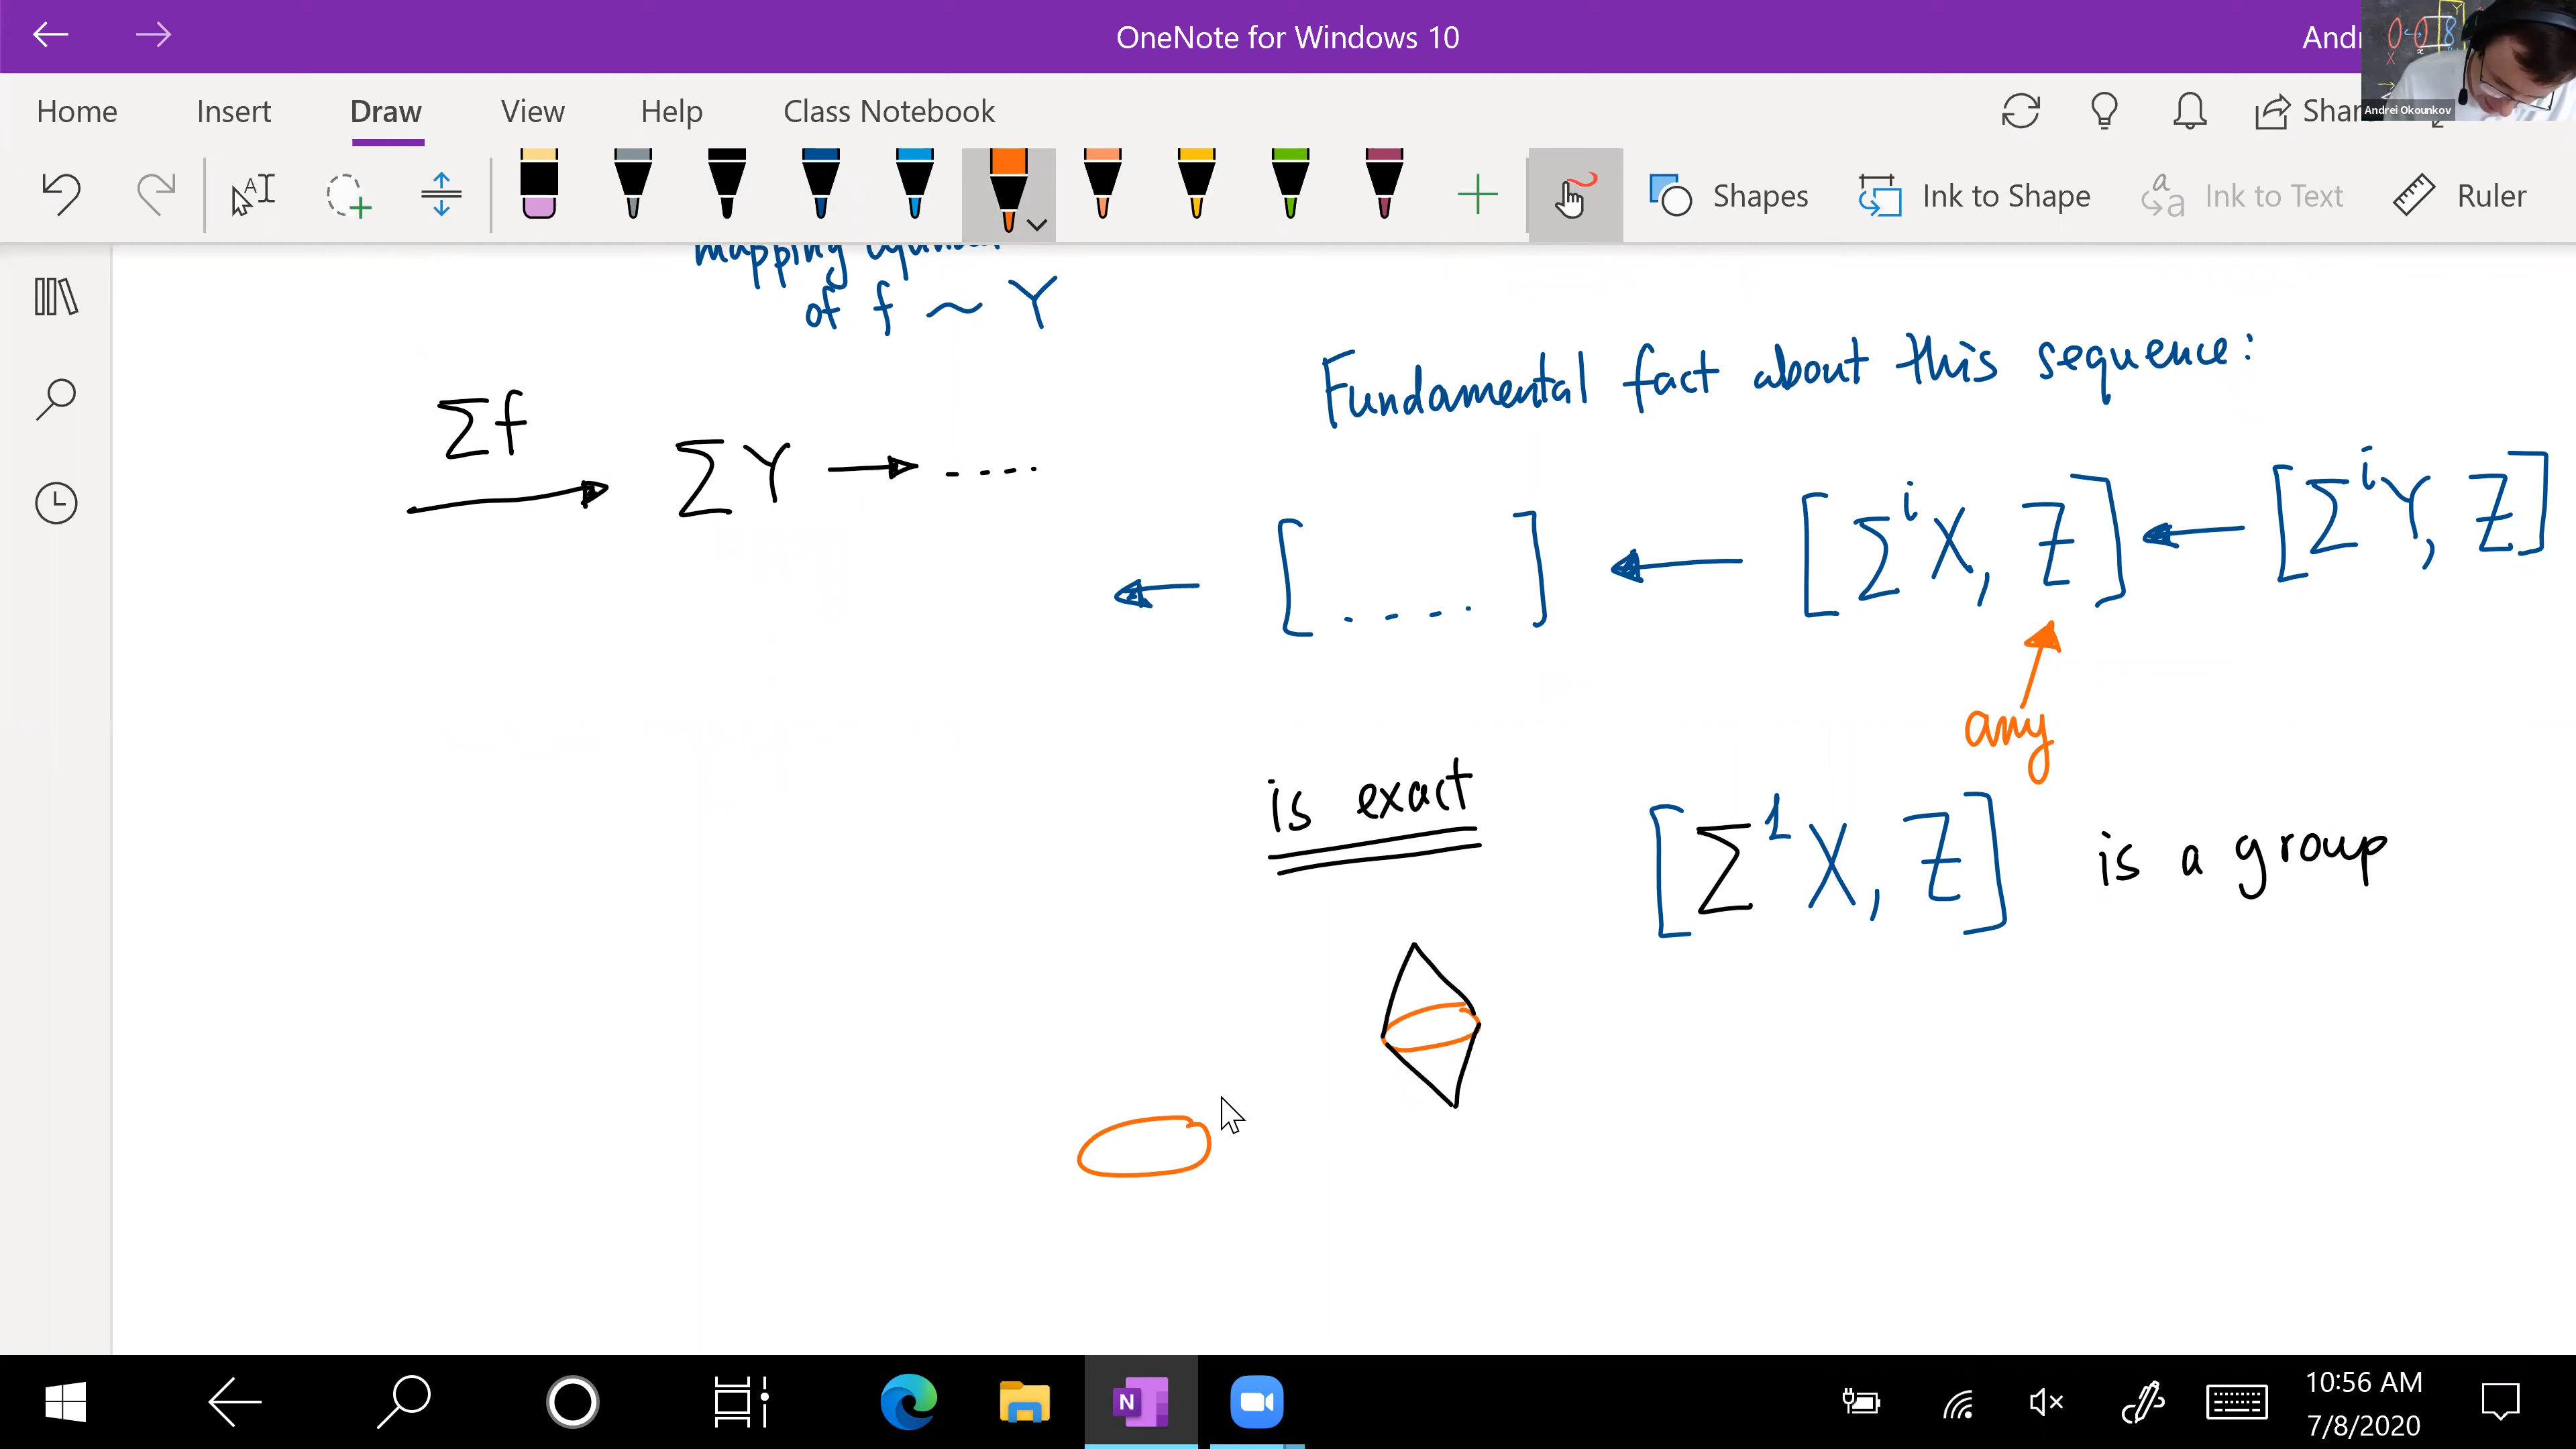 OneNote for Windows 10
Andrei Okounkov
Home Insert Draw View Help Class Notebook
Shapes Ink to Shape Ink to Text Ruler
mapping
of f ~ Y
Fundamental fact about this sequence:
Σf
ΣY → ....
← [ .... ] ← [Σ^i X, Z] ← [Σ^i Y, Z]
any
is exact
[Σ^1 X, Z] is a group
10:56 AM
7/8/2020